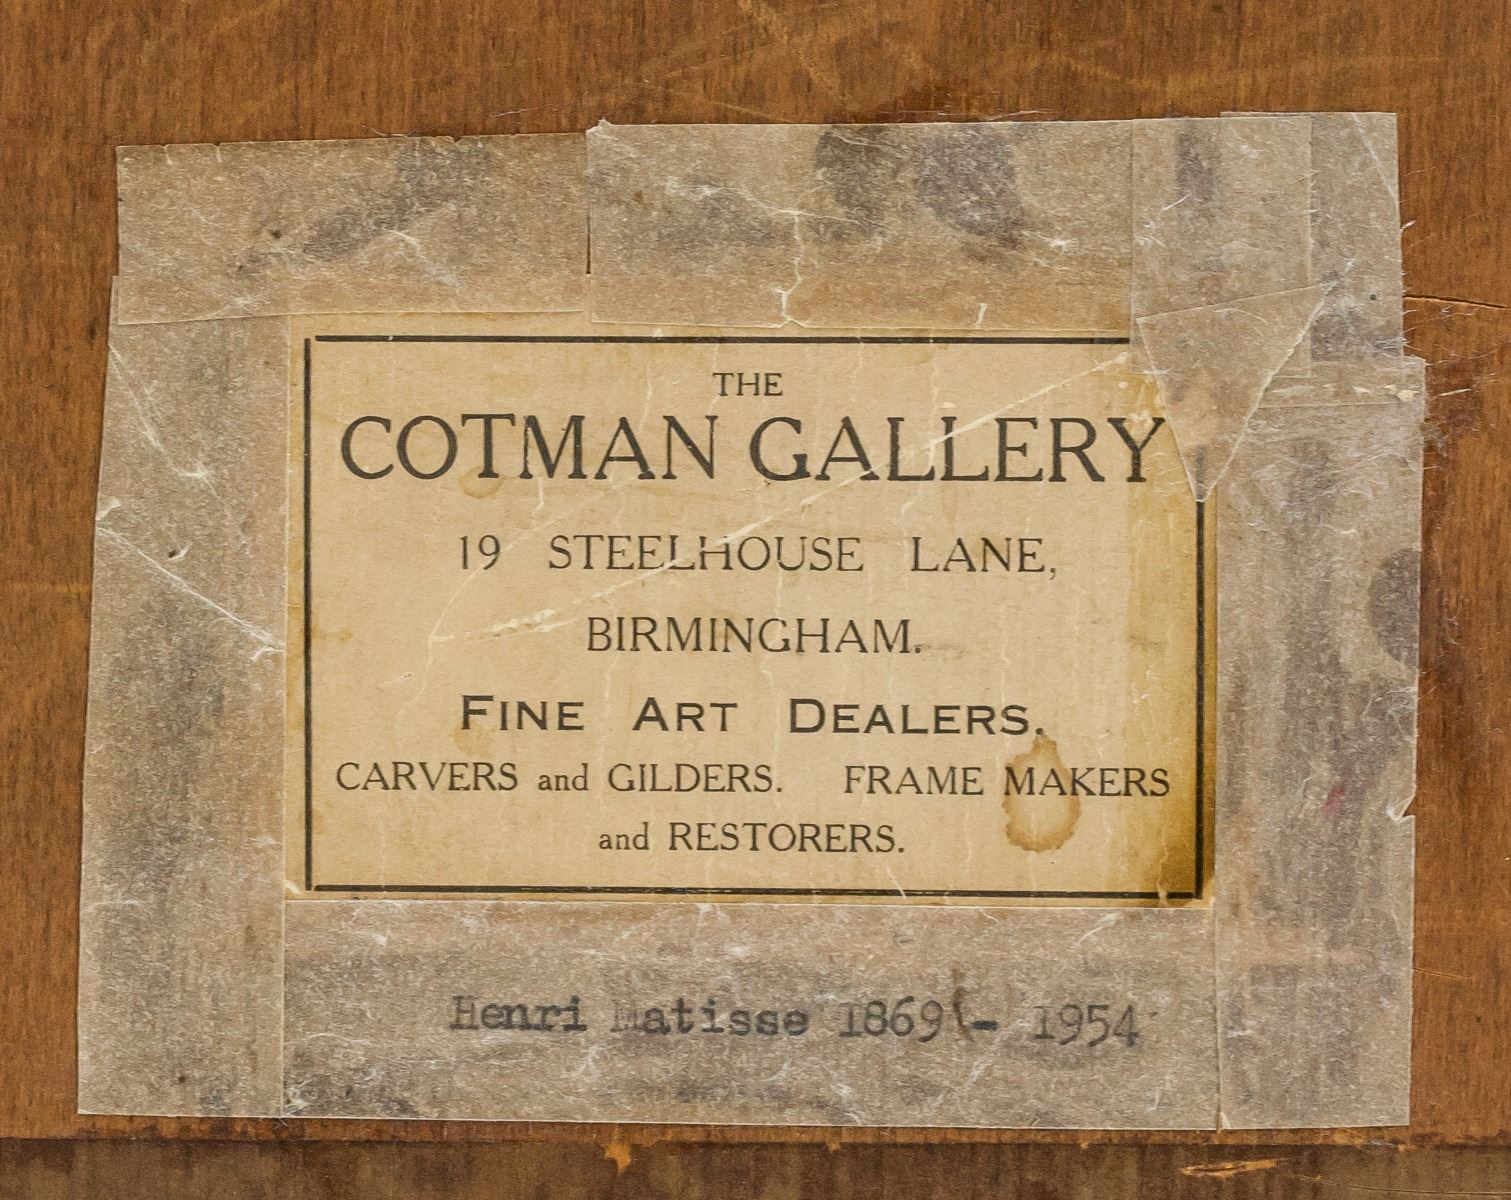 THE
COTMAN GALLERY
19 STEELHOUSE LANE,
BIRMINGHAM.
FINE ART DEALERS.
CARVERS and GILDERS. FRAME MAKERS
and RESTORERS.
Henri Matisse 1869 - 1954